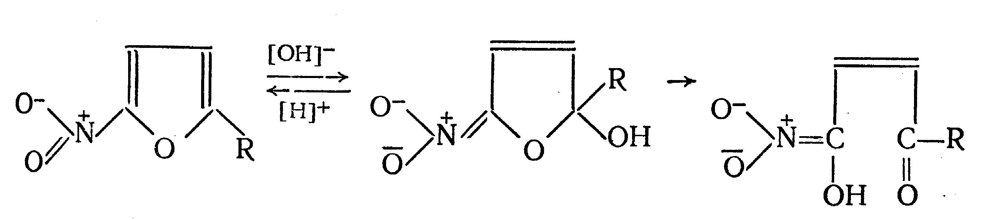 O⁻ N⁺ O O R
[OH]⁻
[H]⁺
O⁻ N⁺ O⁻ O R OH
O⁻ N⁺ O⁻ C C R OH O